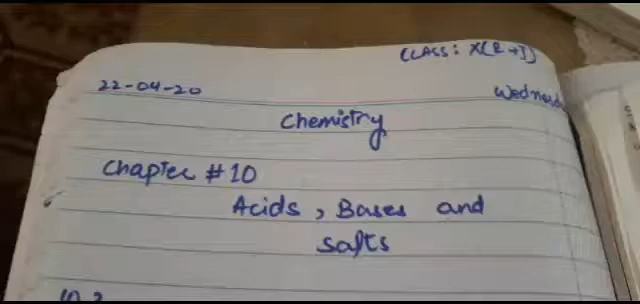 CLASS: X(R+J)
22-04-20
Chemistry
Chapter #10
Acids, Bases and
Salts